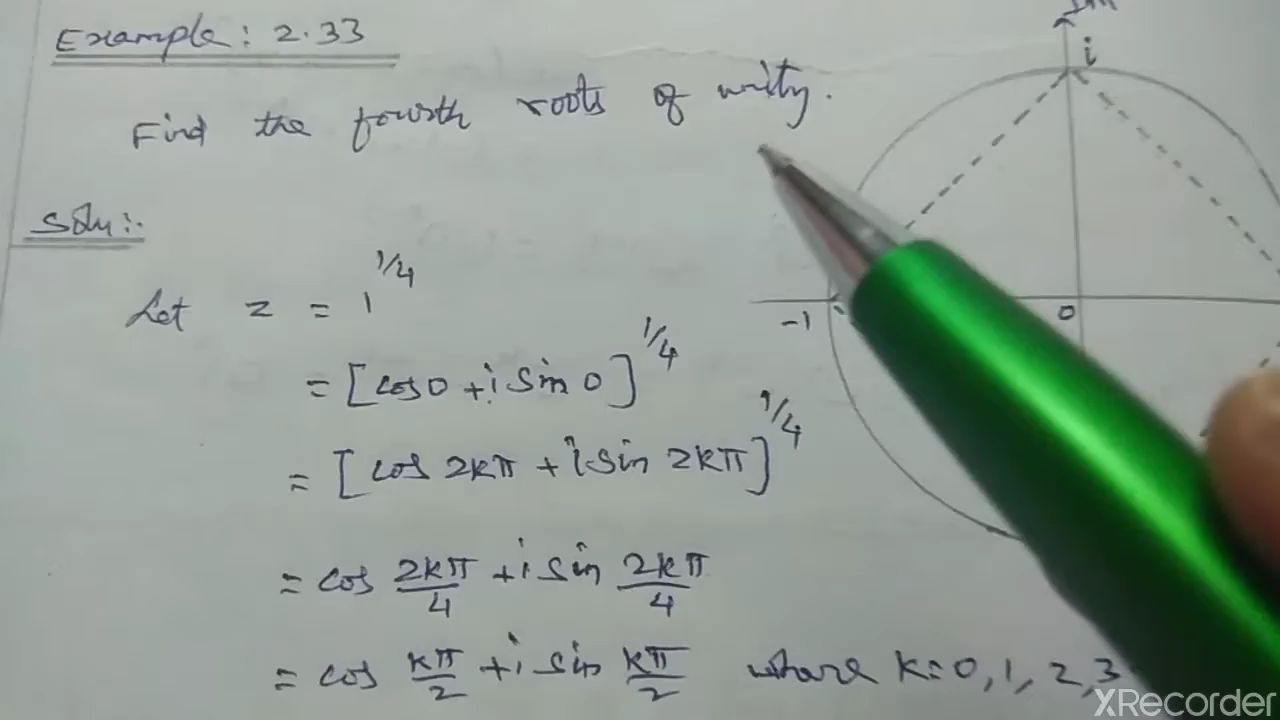 Example: 2.33
Find the fourth roots of unity.
Soln:-
Let z = 1^1/4
= [cos 0 + i sin 0]^1/4
= [cos 2kπ + i sin 2kπ]^1/4
= cos 2kπ/4 + i sin 2kπ/4
= cos kπ/2 + i sin kπ/2 where k=0,1,2,3
i
-1
0
XRecorder